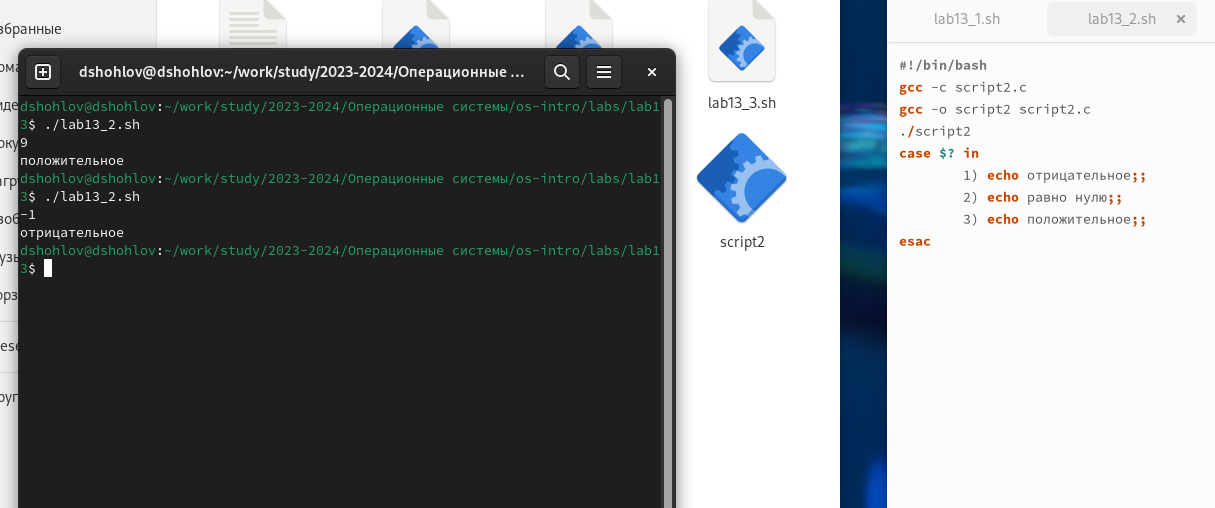 dshohlov@dshohlov:~/work/study/2023-2024/Операционные ...
dshohlov@dshohlov:~/work/study/2023-2024/Операционные системы/os-intro/labs/lab1
3$ ./lab13_2.sh
9
положительное
dshohlov@dshohlov:~/work/study/2023-2024/Операционные системы/os-intro/labs/lab1
3$ ./lab13_2.sh
-1
отрицательное
dshohlov@dshohlov:~/work/study/2023-2024/Операционные системы/os-intro/labs/lab1
3$
lab13_3.sh
script2
lab13_1.sh
lab13_2.sh
#!/bin/bash
gcc -c script2.c
gcc -o script2 script2.c
./script2
case $? in
1) echo отрицательное;;
2) echo равно нулю;;
3) echo положительное;;
esac